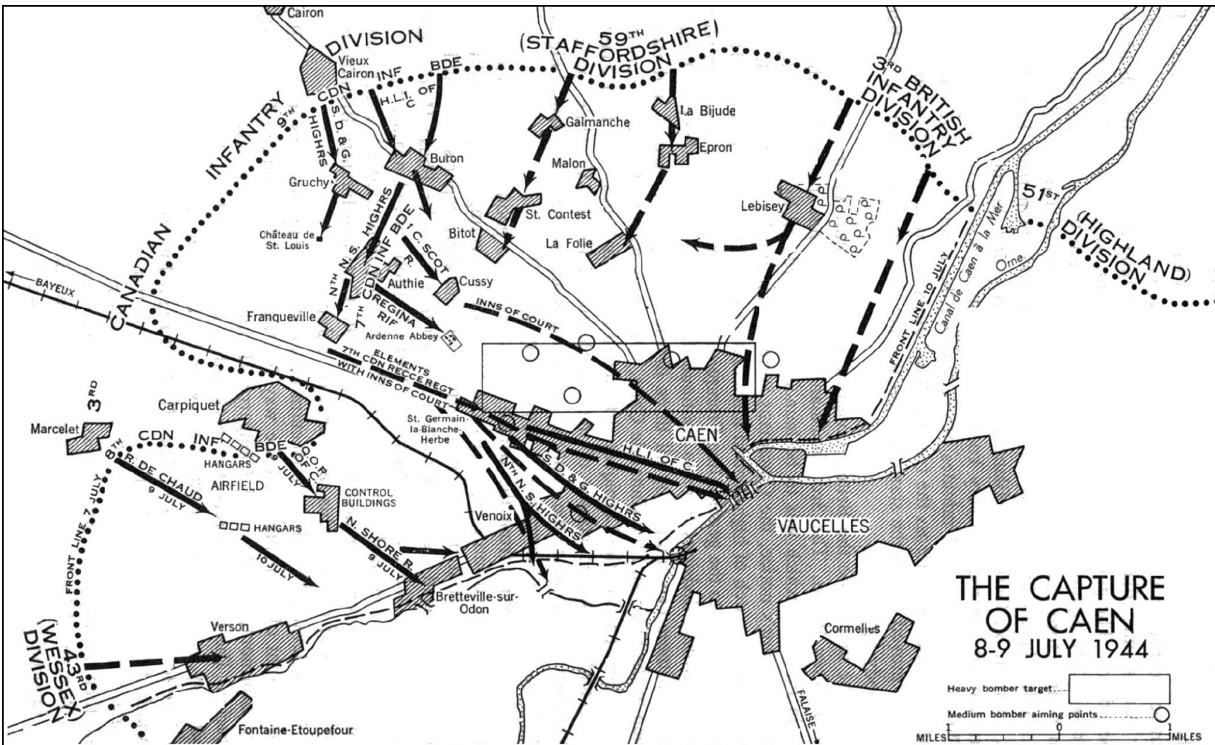 Cairon
DIVISION
Vieux
Cairon
CDN INF BDE
H.L.I. OF
C
59TH
(STAFFORDSHIRE)
DIVISION
3RD BRITISH
INFANTRY
DIVISION
51ST
(HIGHLAND)
DIVISION
INFANTRY
9TH
S. D. & G.
HIGHRS
Galmanche
La Bijude
Epron
Buron
Malon
Gruchy
St. Contest
Lebisey
Château de
St. Louis
Bitot
La Folie
N. S. HIGHRS
NTH
7TH CDN INF BDE
1 C. SCOT
R.
Authie
Cussy
REGINA
RIF
Ardenne Abbey
Franqueville
CANADIAN
BAYEUX
INNS OF COURT
FRONT LINE 10 JULY
Canal de Caen à la Mer
Orne
ELEMENTS
7TH CDN RECCE REGT
WITH INNS OF COURT
3RD
Carpiquet
Marcelet
8TH CDN INF BDE
HANGARS
AIRFIELD
Q.O.R.
OF C.
8 JULY
St. Germain-
la-Blanche-
Herbe
CAEN
H.L.I. OF C.
S. D. & G. HIGHRS
NTH N. S. HIGHRS
R. DE CHAUD
9 JULY
CONTROL
BUILDINGS
HANGARS
Venoix
VAUCELLES
10 JULY
N. SHORE R.
9 JULY
FRONT LINE 7 JULY
Bretteville-sur-
Odon
Verson
43RD
(WESSEX)
DIVISION
Fontaine-Etoupefour
Cormelles
FALAISE
THE CAPTURE
OF CAEN
8-9 JULY 1944
Heavy bomber target
Medium bomber aiming points
1 0 1
MILES MILES